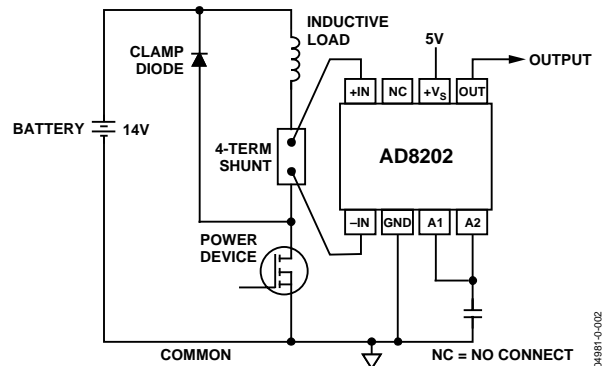 INDUCTIVE
LOAD
CLAMP
DIODE
5V
OUTPUT
+IN NC +VS OUT
BATTERY 14V
4-TERM
SHUNT
AD8202
–IN GND A1 A2
POWER
DEVICE
COMMON
NC = NO CONNECT
04981-0-002